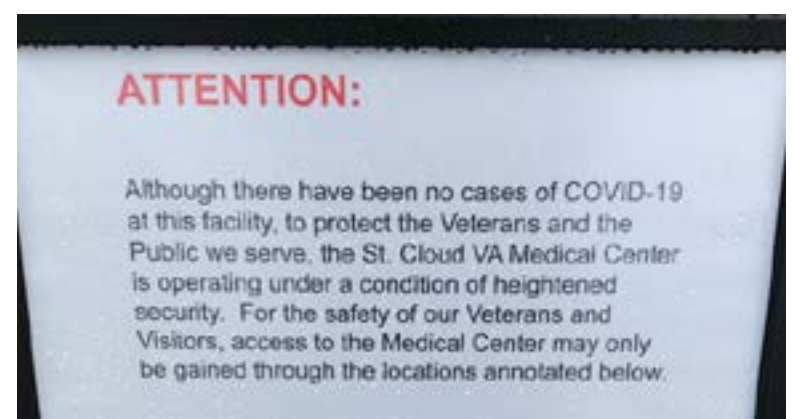 ATTENTION:
Although there have been no cases of COVID-19
at this facility, to protect the Veterans and the
Public we serve, the St. Cloud VA Medical Center
is operating under a condition of heightened
security. For the safety of our Veterans and
Visitors, access to the Medical Center may only
be gained through the locations annotated below.